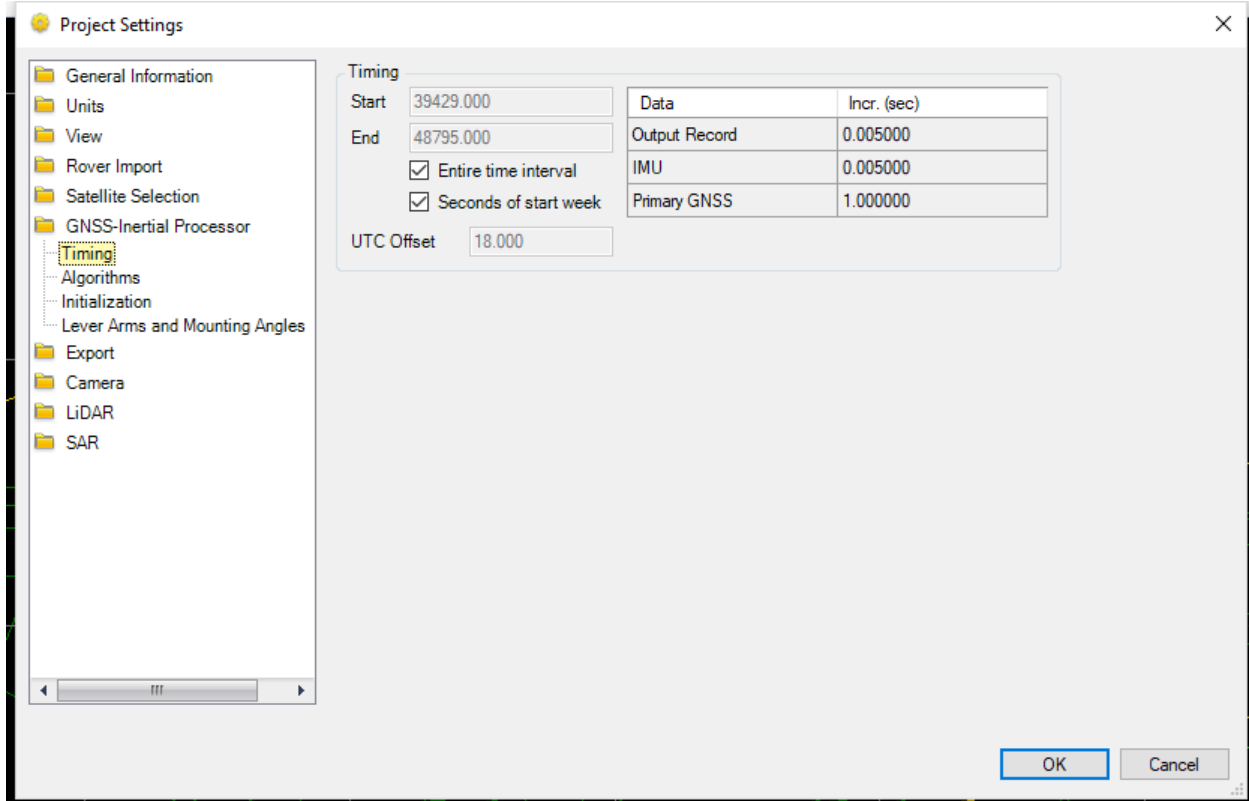 Project Settings
General Information
Units
View
Rover Import
Satellite Selection
GNSS-Inertial Processor
Timing
Algorithms
Initialization
Lever Arms and Mounting Angles
Export
Camera
LiDAR
SAR
Timing
Start 39429.000
End 48795.000
Entire time interval
Seconds of start week
UTC Offset 18.000
Data Incr. (sec)
Output Record 0.005000
IMU 0.005000
Primary GNSS 1.000000
OK Cancel